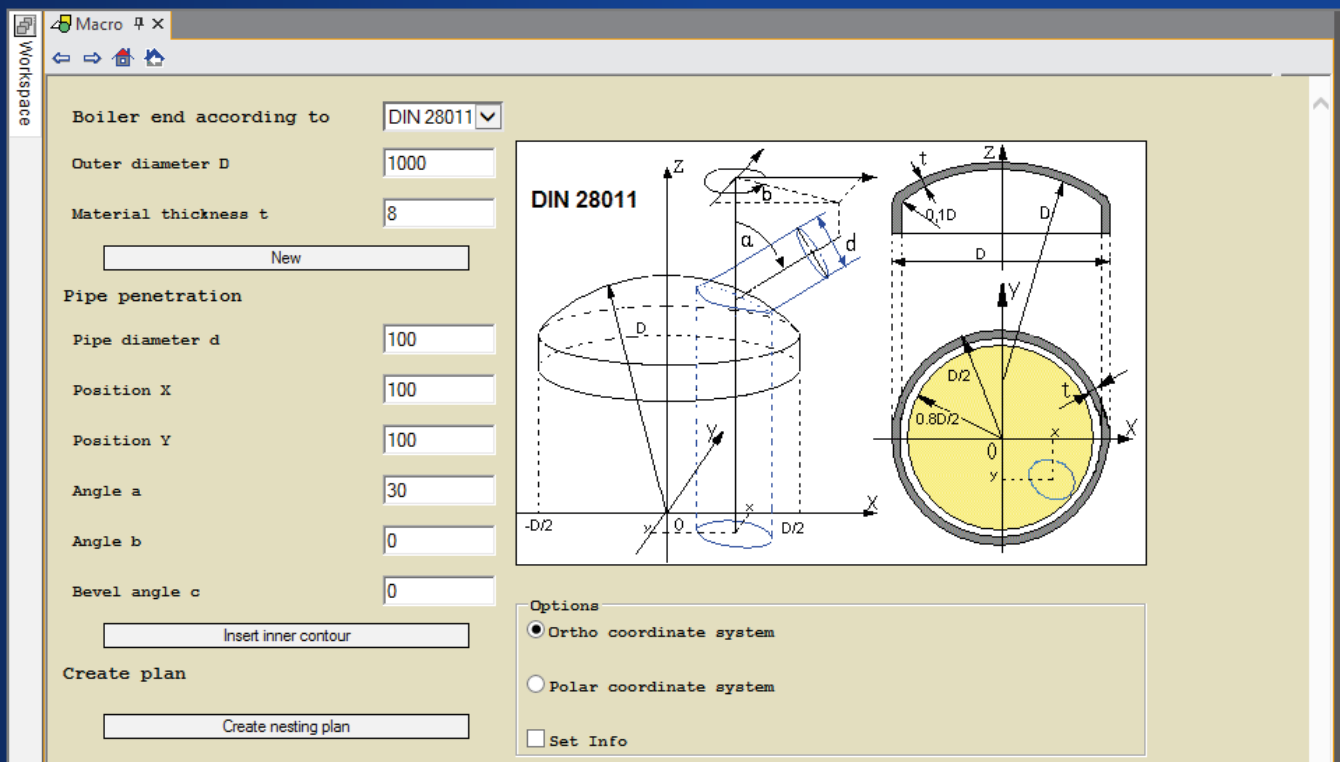 Workspace
Macro
Boiler end according to DIN 28011
Outer diameter D 1000
Material thickness t 8
New
Pipe penetration
Pipe diameter d 100
Position X 100
Position Y 100
Angle a 30
Angle b 0
Bevel angle c 0
Insert inner contour
Create plan
Create nesting plan
DIN 28011
Z
b
α
d
D
Y
X
-D/2
y
0
x
D/2
t
Z
0,1D
D
D
Y
D/2
t
0.8D/2
X
0
x
y
Options
Ortho coordinate system
Polar coordinate system
Set Info